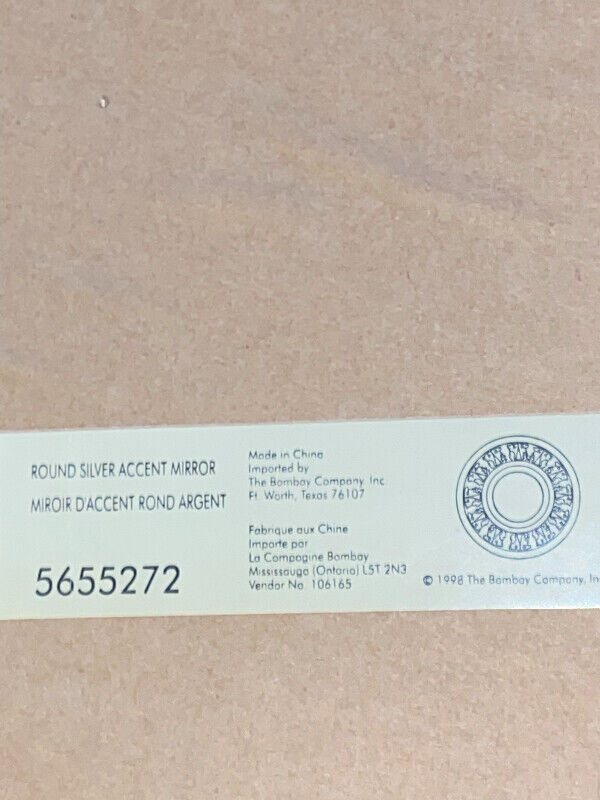 ROUND SILVER ACCENT MIRROR
MIROIR D'ACCENT ROND ARGENT
5655272
Made in China
Imported by
The Bombay Company, Inc.
Ft. Worth, Texas 76107
Fabrique aux Chine
Importe par
La Compagine Bombay
Mississauga (Ontario) L5T 2N3
Vendor No. 106165
© 1998 The Bombay Company, In